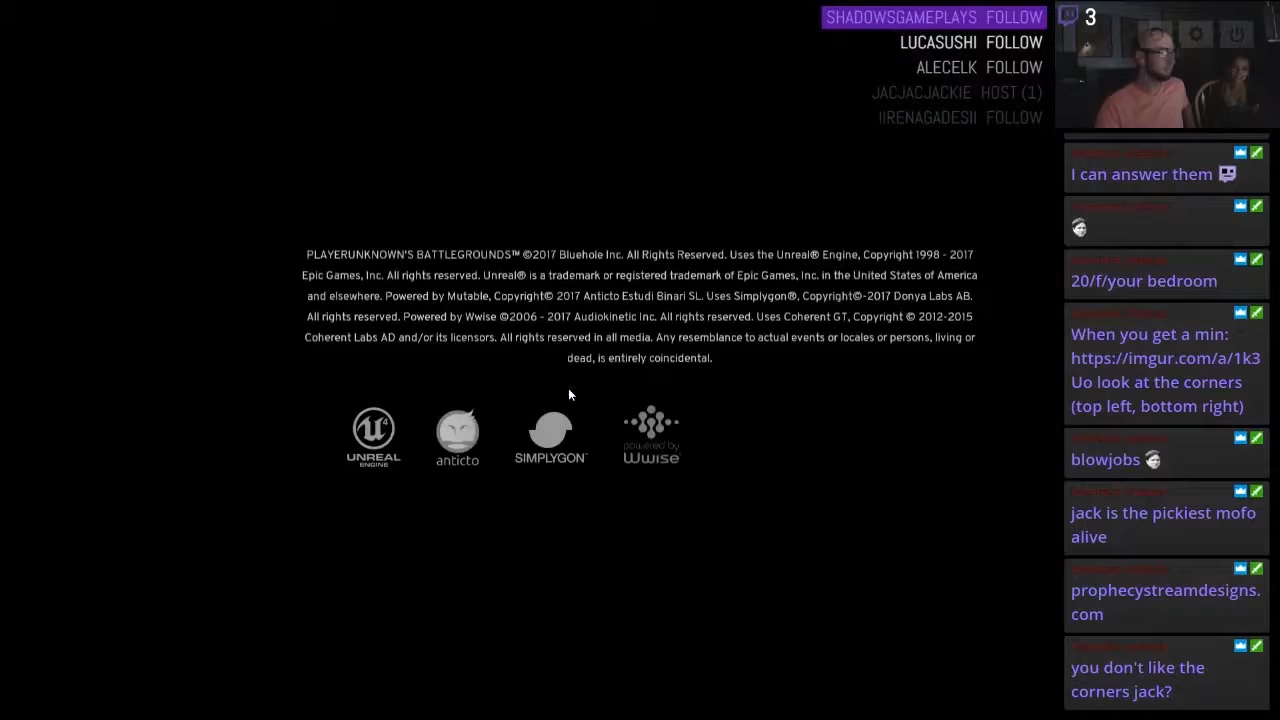 SHADOWSGAMEPLAYS FOLLOW
3
LUCASUSHI FOLLOW
ALECELK FOLLOW
JACJACJACKIE HOST (1)
IIRENAGADESII FOLLOW
PLAYERUNKNOWN'S BATTLEGROUNDS™ ©2017 Bluehole Inc. All Rights Reserved. Uses the Unreal® Engine, Copyright 1998 - 2017
Epic Games, Inc. All rights reserved. Unreal® is a trademark or registered trademark of Epic Games, Inc. in the United States of America
and elsewhere. Powered by Mutable, Copyright© 2017 Anticto Estudi Binari SL. Uses Simplygon®, Copyright©-2017 Donya Labs AB.
All rights reserved. Powered by Wwise ©2006 - 2017 Audiokinetic Inc. All rights reserved. Uses Coherent GT, Copyright © 2012-2015
Coherent Labs AD and/or its licensors. All rights reserved in all media. Any resemblance to actual events or locales or persons, living or
dead, is entirely coincidental.
UNREAL
ENGINE
anticto
SIMPLYGON
powered by
Wwise
I can answer them
20/f/your bedroom
When you get a min:
https://imgur.com/a/1k3
Uo look at the corners
(top left, bottom right)
blowjobs
jack is the pickiest mofo
alive
prophecystreamdesigns.
com
you don't like the
corners jack?